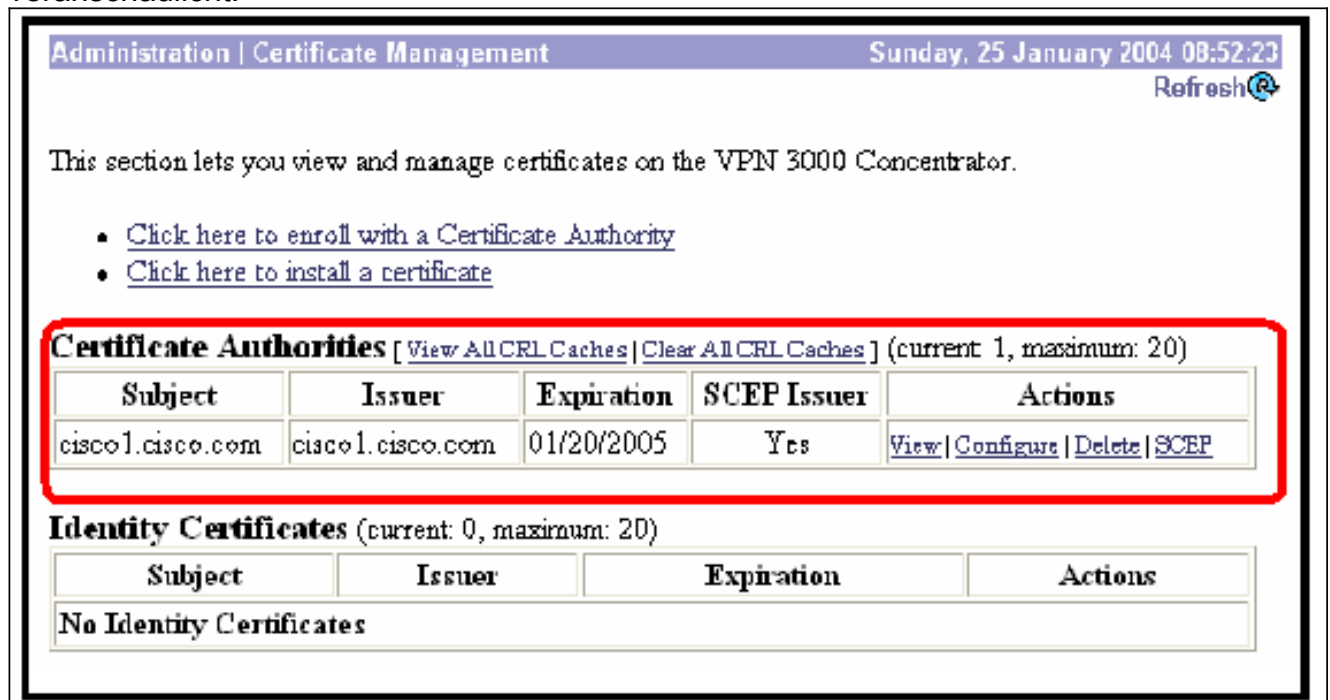 veranschaulicht.
Administration | Certificate Management Sunday, 25 January 2004 08:52:23
Refresh
This section lets you view and manage certificates on the VPN 3000 Concentrator.
• Click here to enroll with a Certificate Authority
• Click here to install a certificate
Certificate Authorities [ View All CRL Caches | Clear All CRL Caches ] (current: 1, maximum: 20)
Subject Issuer Expiration SCEP Issuer Actions
cisco1.cisco.com cisco1.cisco.com 01/20/2005 Yes View | Configure | Delete | SCEP
Identity Certificates (current: 0, maximum: 20)
Subject Issuer Expiration Actions
No Identity Certificates